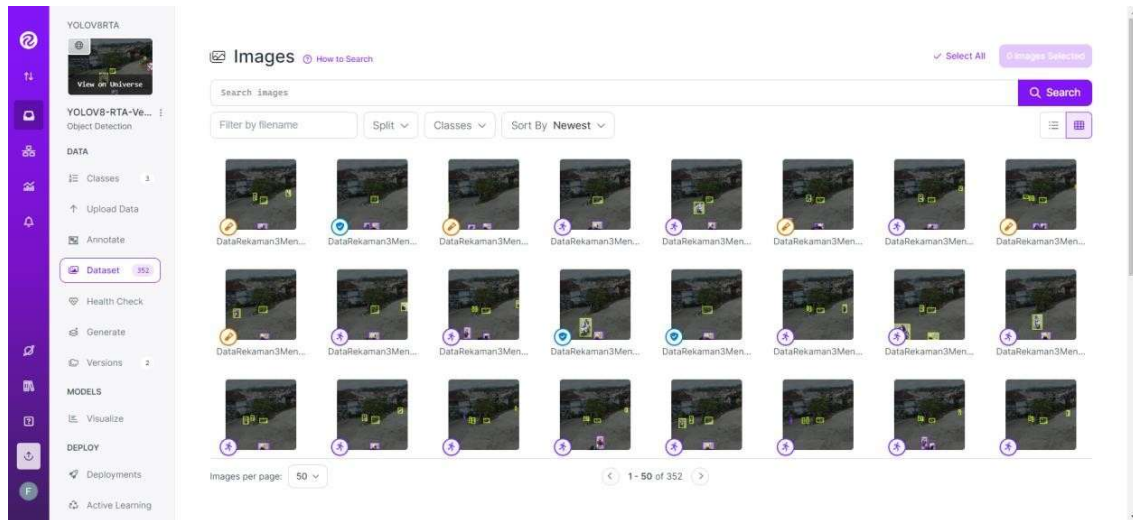 YOLOV8RTA
View on Universe
YOLOV8-RTA-Ve...
Object Detection
DATA
Classes 3
Upload Data
Annotate
Dataset 352
Health Check
Generate
Versions 2
MODELS
Visualize
DEPLOY
Deployments
Active Learning
F
Images How to Search
Select All 0 Images Selected
Search images Search
Filter by filename Split Classes Sort By Newest
DataRekaman3Men... DataRekaman3Men... DataRekaman3Men... DataRekaman3Men... DataRekaman3Men... DataRekaman3Men... DataRekaman3Men... DataRekaman3Men...
DataRekaman3Men... DataRekaman3Men... DataRekaman3Men... DataRekaman3Men... DataRekaman3Men... DataRekaman3Men... DataRekaman3Men... DataRekaman3Men...
Images per page: 50 1 - 50 of 352